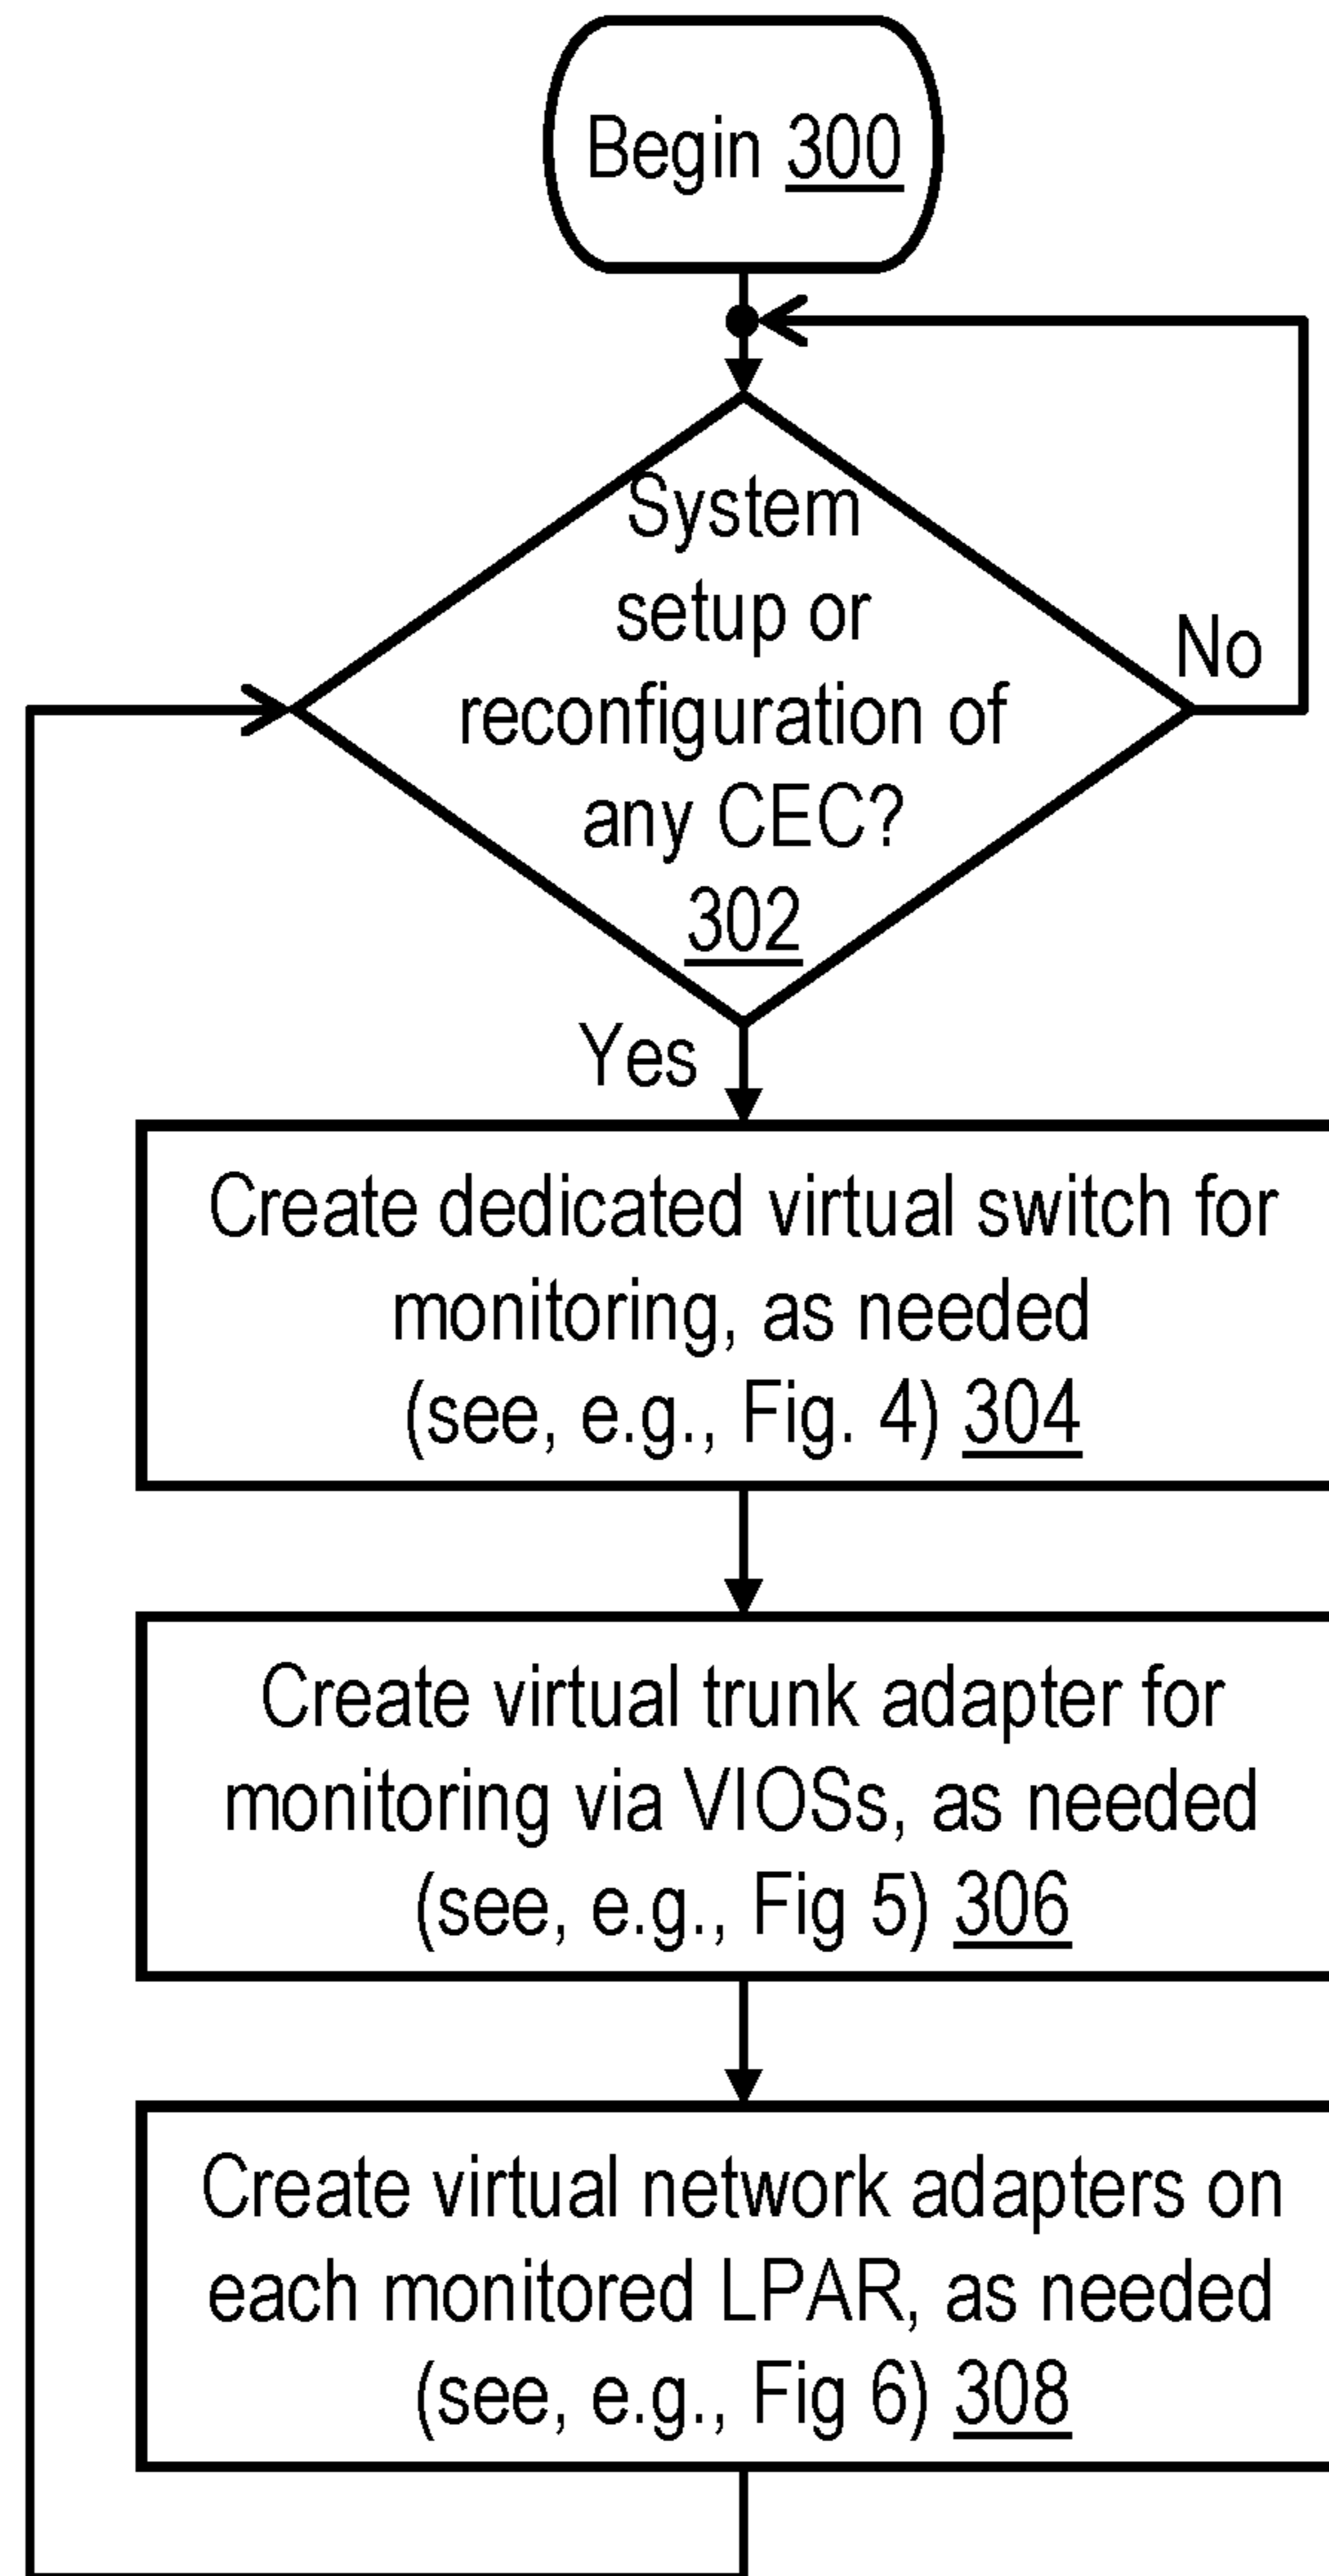 Begin 300
System
setup or
reconfiguration of
any CEC?
302
No
Yes
Create dedicated virtual switch for
monitoring, as needed
(see, e.g., Fig. 4) 304
Create virtual trunk adapter for
monitoring via VIOSs, as needed
(see, e.g., Fig 5) 306
Create virtual network adapters on
each monitored LPAR, as needed
(see, e.g., Fig 6) 308